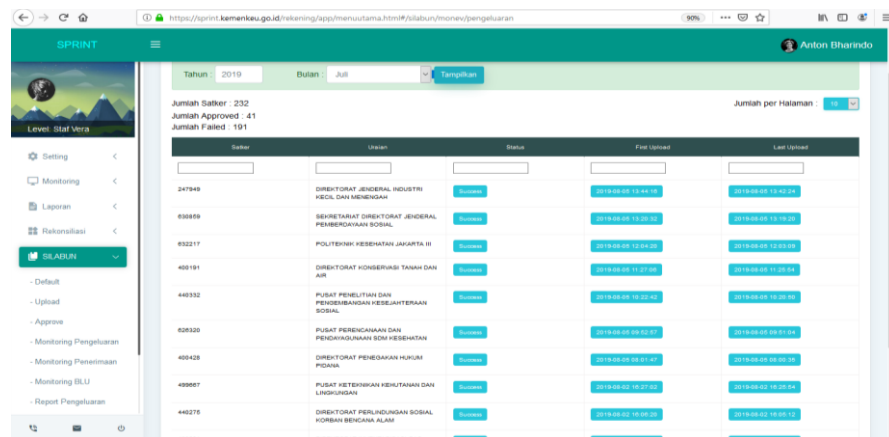 https://sprint.kemenkeu.go.id/rekening/app/menuutama.html#/silabun/monev/pengeluaran
90%
SPRINT
Anton Bharindo
Level: Staf Vera
Setting
Monitoring
Laporan
Rekonsiliasi
SILABUN
- Default
- Upload
- Approve
- Monitoring Pengeluaran
- Monitoring Penerimaan
- Monitoring BLU
- Report Pengeluaran
Tahun : 2019 Bulan : Juli Tampilkan
Jumlah Satker : 232
Jumlah Approved : 41
Jumlah Failed : 191
Jumlah per Halaman : 10
Satker Uraian Status First Upload Last Upload
247949 DIREKTORAT JENDERAL INDUSTRI Success 2019-08-05 13:44:16 2019-08-05 13:42:24
KECIL DAN MENENGAH
630859 SEKRETARIAT DIREKTORAT JENDERAL Success 2019-08-05 13:20:32 2019-08-05 13:19:20
PEMBERDAYAAN SOSIAL
632217 POLITEKNIK KESEHATAN JAKARTA III Success 2019-08-05 12:04:20 2019-08-05 12:03:09
400191 DIREKTORAT KONSERVASI TANAH DAN Success 2019-08-05 11:27:08 2019-08-05 11:25:54
AIR
440332 PUSAT PENELITIAN DAN Success 2019-08-05 10:22:42
PENGEMBANGAN KESEJAHTERAAN
SOSIAL
626320 PUSAT PERENCANAAN DAN Success 2019-08-05 09:52:57 2019-08-05 09:51:04
PENDAYAGUNAAN SDM KESEHATAN
400428 DIREKTORAT PENEGAKAN HUKUM Success 2019-08-05 08:01:47 2019-08-05 08:00:35
PIDANA
499667 PUSAT KETEKNIKAN KEHUTANAN DAN Success 2019-08-02 16:27:02 2019-08-02 16:25:54
LINGKUNGAN
440275 DIREKTORAT PERLINDUNGAN SOSIAL Success 2019-08-02 16:06:20 2019-08-02 16:05:12
KORBAN BENCANA ALAM